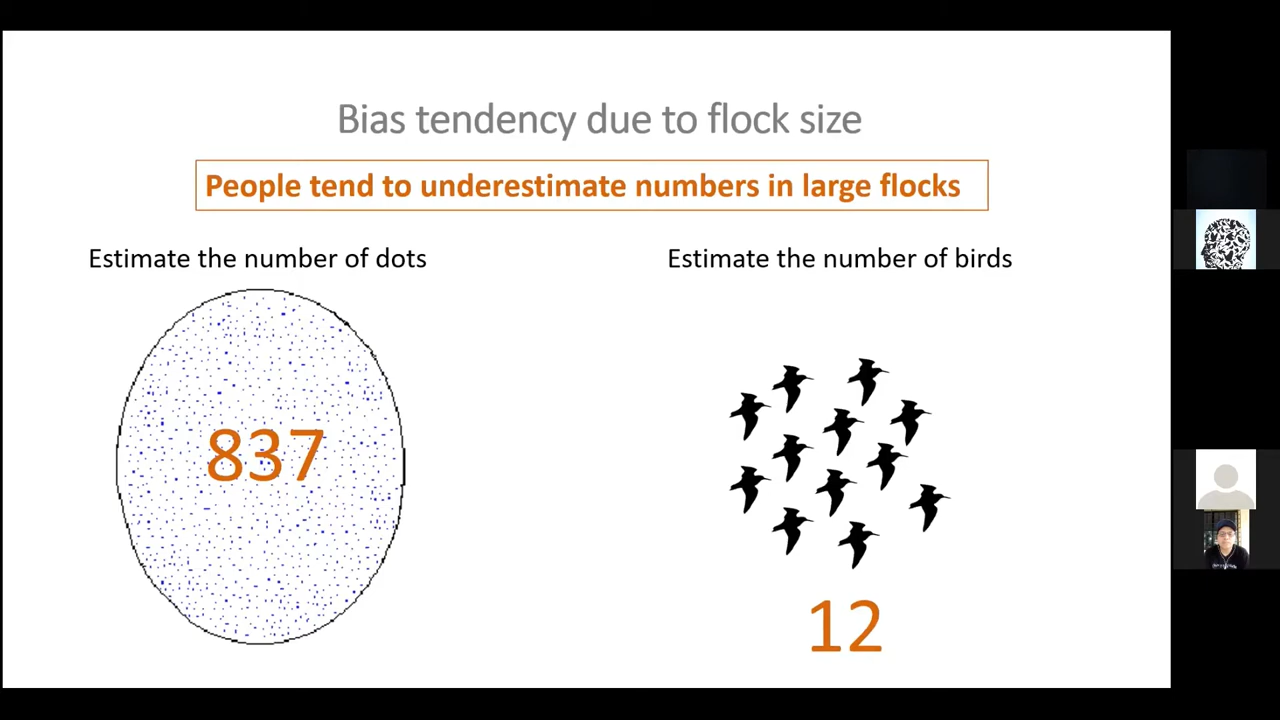 Bias tendency due to flock size
People tend to underestimate numbers in large flocks
Estimate the number of dots
Estimate the number of birds
837
12